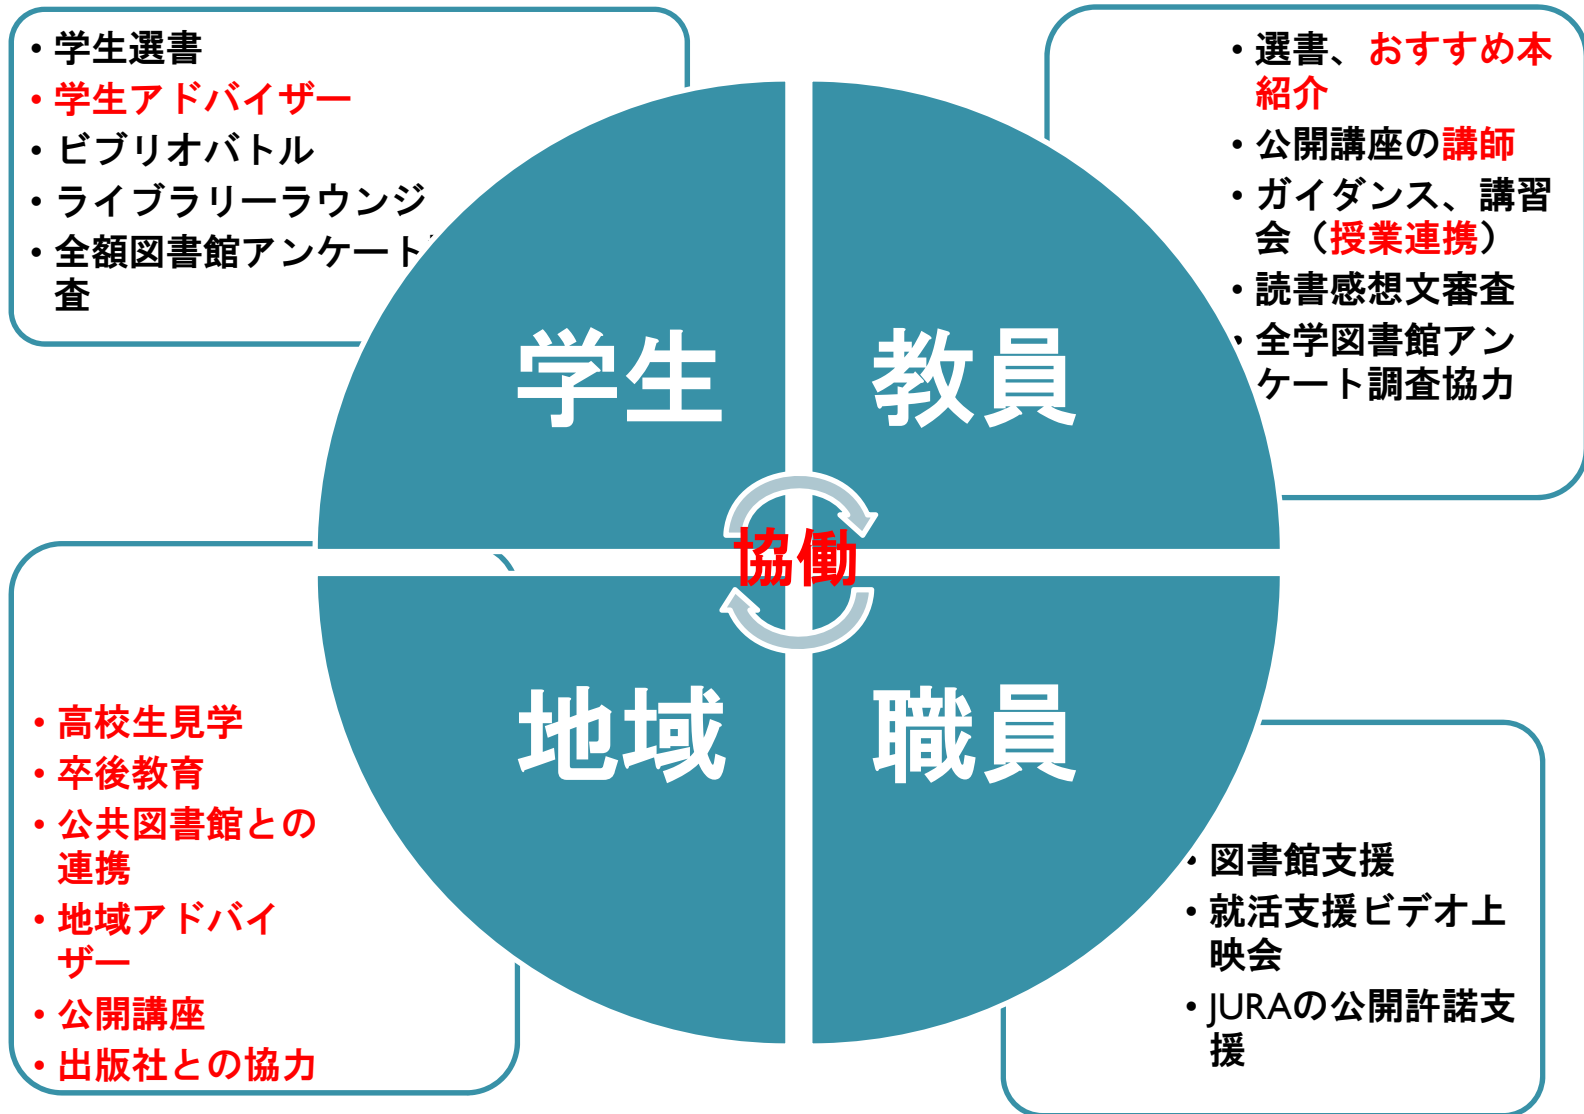 ・学生選書
・学生アドバイザー
・ビブリオバトル
・ライブラリーラウンジ
・全額図書館アンケート
査
・選書、おすすめ本
紹介
・公開講座の講師
・ガイダンス、講習
会（授業連携）
・読書感想文審査
・全学図書館アン
ケート調査協力
学生
教員
協働
地域
職員
・高校生見学
・卒後教育
・公共図書館との
連携
・地域アドバイ
ザー
・公開講座
・出版社との協力
・図書館支援
・就活支援ビデオ上
映会
・JURAの公開許諾支
援